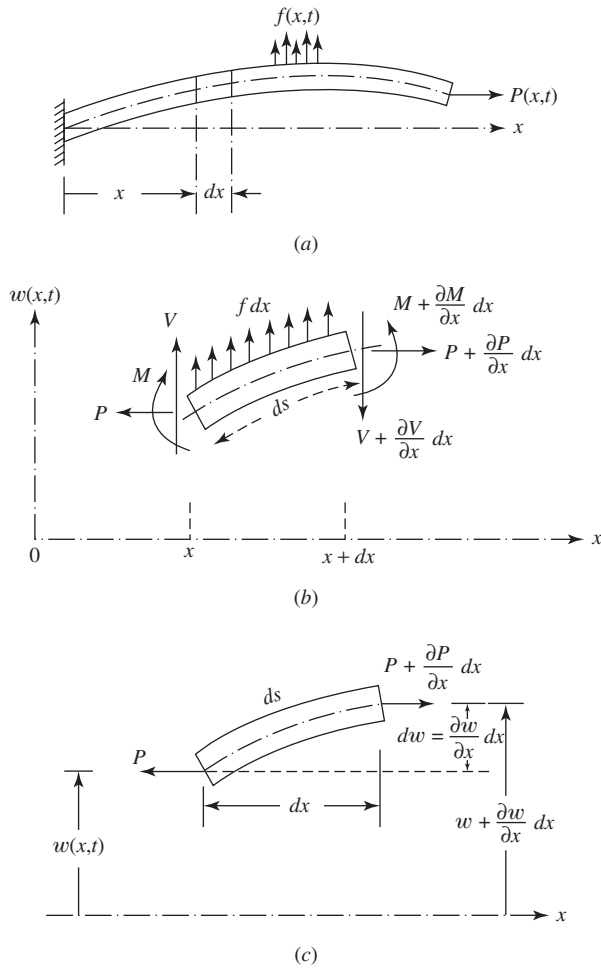 f(x,t)
P(x,t)
x
x
dx
(a)
w(x,t)
V
f dx
M + ∂M/∂x dx
M
P + ∂P/∂x dx
P
ds
V + ∂V/∂x dx
0
x
x + dx
x
(b)
P + ∂P/∂x dx
ds
dw = ∂w/∂x dx
P
dx
w(x,t)
w + ∂w/∂x dx
x
(c)